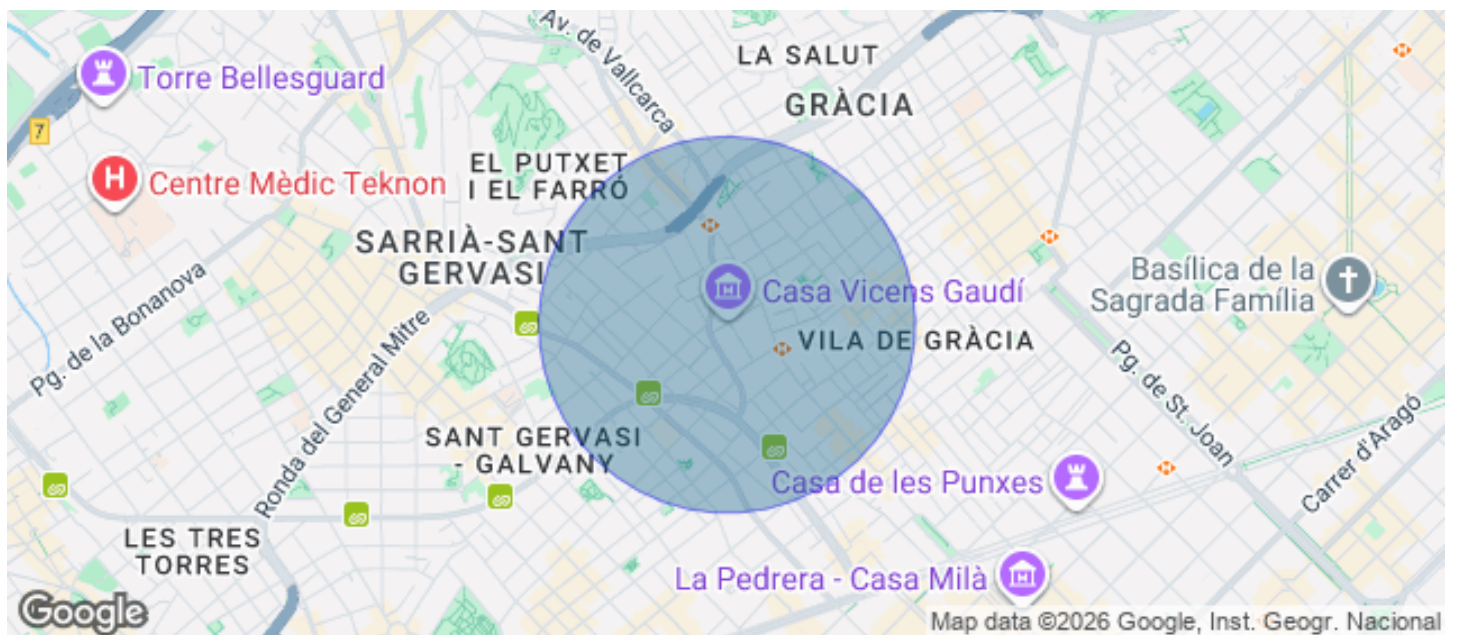 Av. de Vallcarca
LA SALUT
Torre Bellesguard
GRÀCIA
7
EL PUTXET
I EL FARRÓ
H
Centre Mèdic Teknon
SARRIÀ-SANT
GERVASI
Basílica de la
Sagrada Família
Casa Vicens Gaudí
Pg. de la Bonanova
VILA DE GRÀCIA
Ronda del General Mitre
Pg. de St. Joan
SANT GERVASI
- GALVANY
Carrer d'Aragó
Casa de les Punxes
LES TRES
TORRES
La Pedrera - Casa Milà
Google
Map data ©2026 Google, Inst. Geogr. Nacional